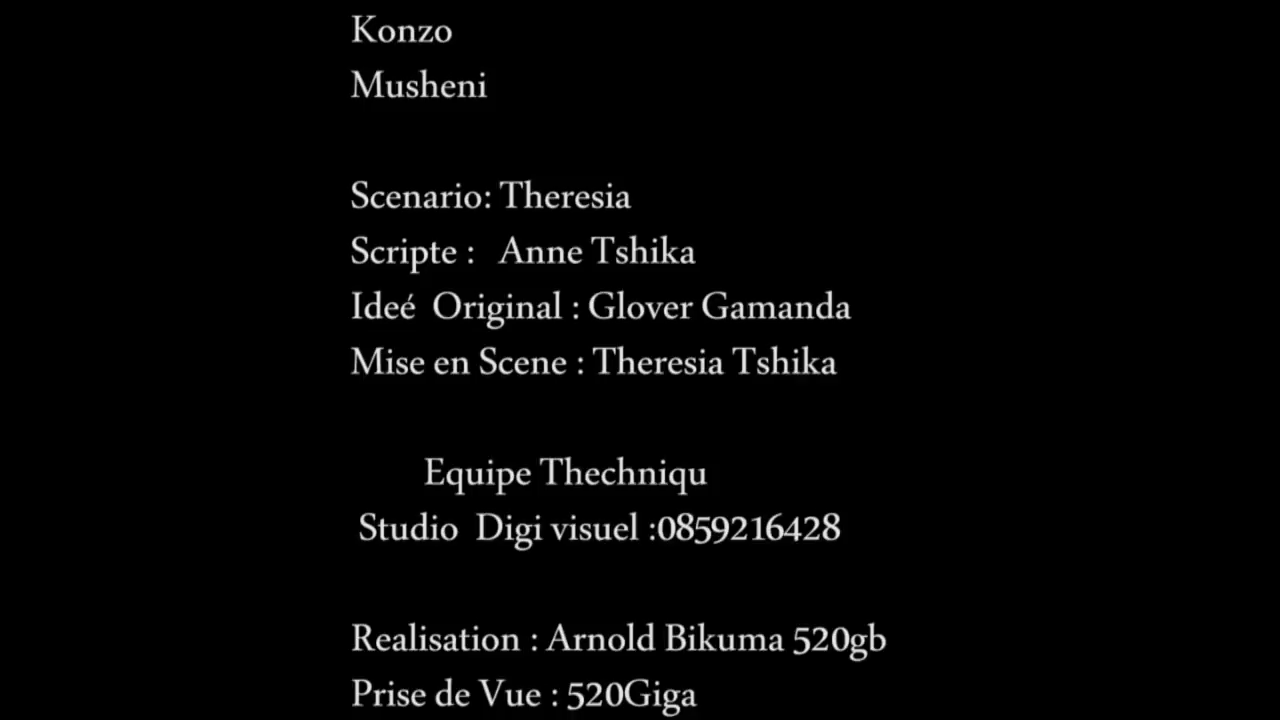 Konzo
Musheni
Scenario: Theresia
Scripte : Anne Tshika
Ideé Original : Glover Gamanda
Mise en Scene : Theresia Tshika
Equipe Thechniqu
Studio Digi visuel :0859216428
Realisation : Arnold Bikuma 520gb
Prise de Vue : 520Giga